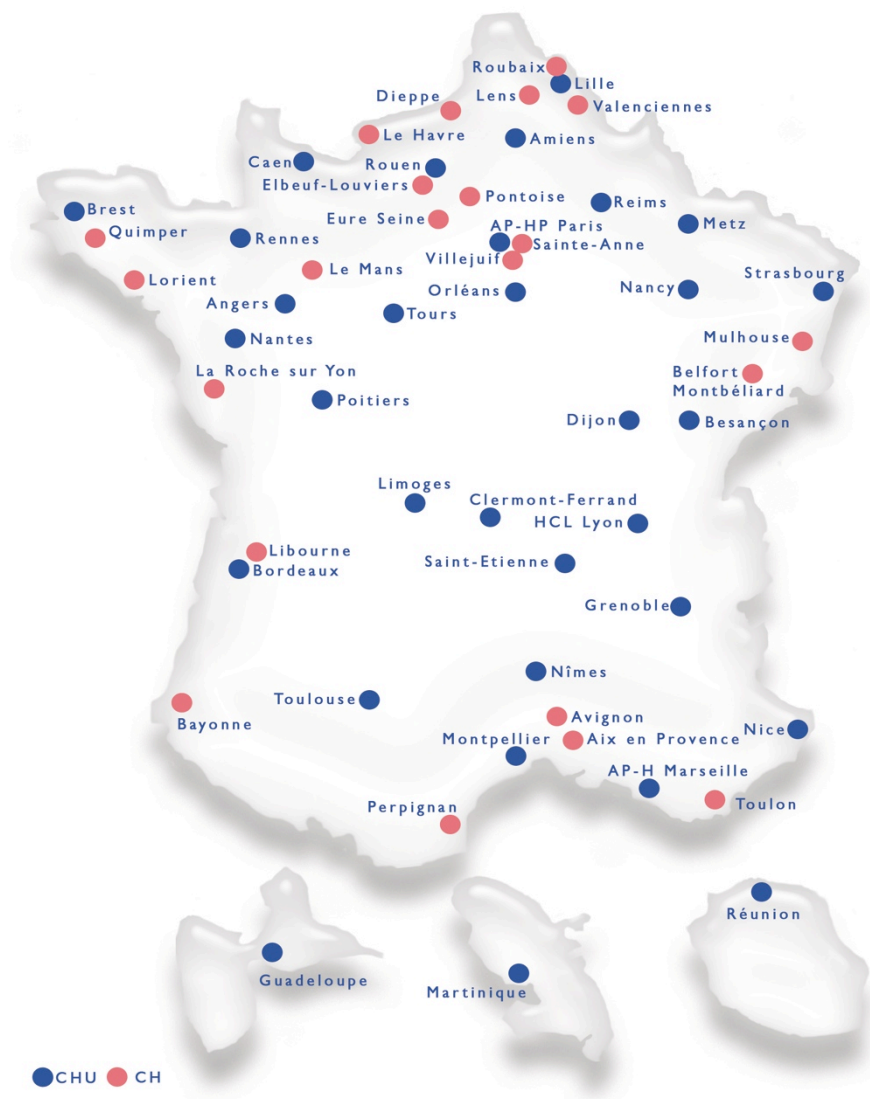 Roubaix
Lille
Dieppe
Lens
Valenciennes
Le Havre
Amiens
Caen
Rouen
Elbeuf-Louviers
Pontoise
Reims
Brest
Eure Seine
AP-HP Paris
Metz
Quimper
Rennes
Sainte-Anne
Villejuif
Le Mans
Strasbourg
Lorient
Orléans
Nancy
Angers
Tours
Nantes
Mulhouse
La Roche sur Yon
Belfort
Montbéliard
Poitiers
Dijon
Besançon
Limoges
Clermont-Ferrand
HCL Lyon
Libourne
Bordeaux
Saint-Etienne
Grenoble
Nîmes
Toulouse
Avignon
Bayonne
Nice
Montpellier
Aix en Provence
AP-H Marseille
Toulon
Perpignan
Réunion
Guadeloupe
Martinique
CHU
CH